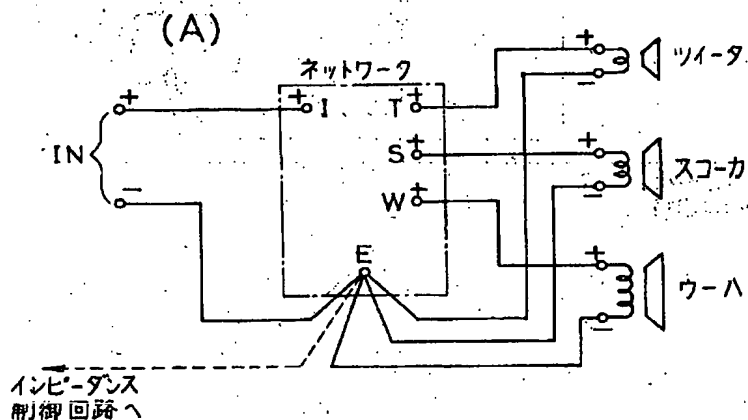 (A)
ネットワーク
+
ツイータ
−
+
IN
−
+
I
T
+
S
+
W
+
E
+
スコーカ
−
+
ウーハ
−
インピーダンス
制御回路へ